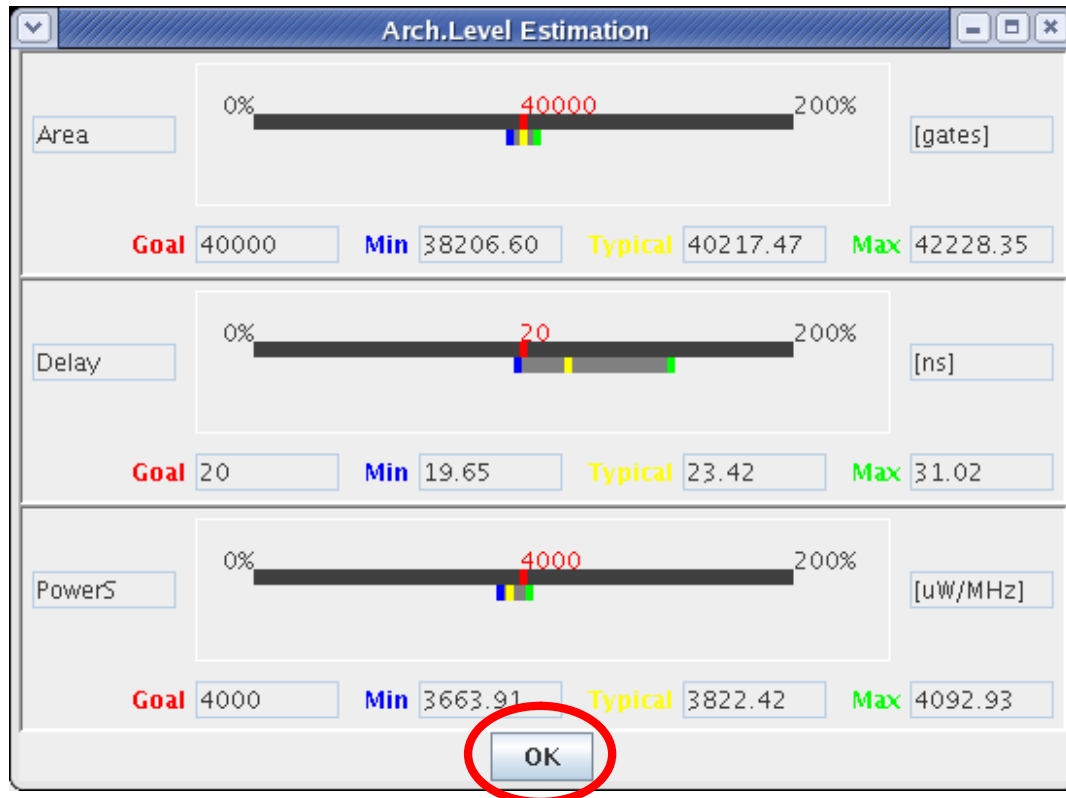 Arch.Level Estimation
0% 40000 200%
Area [gates]
Goal 40000 Min 38206.60 Typical 40217.47 Max 42228.35
0% 20 200%
Delay [ns]
Goal 20 Min 19.65 Typical 23.42 Max 31.02
0% 4000 200%
PowerS [uW/MHz]
Goal 4000 Min 3663.91 Typical 3822.42 Max 4092.93
OK